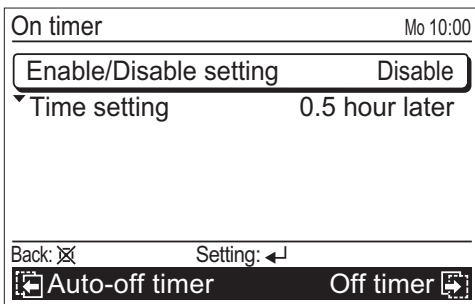 On timer Mo 10:00
Enable/Disable setting Disable
Time setting 0.5 hour later
Back: Setting:
Auto-off timer Off timer